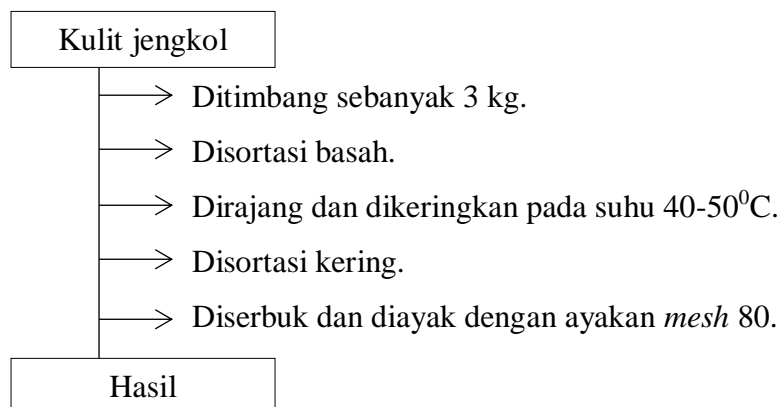 Kulit jengkol
Ditimbang sebanyak 3 kg.
Disortasi basah.
Dirajang dan dikeringkan pada suhu 40-50⁰C.
Disortasi kering.
Diserbuk dan diayak dengan ayakan mesh 80.
Hasil